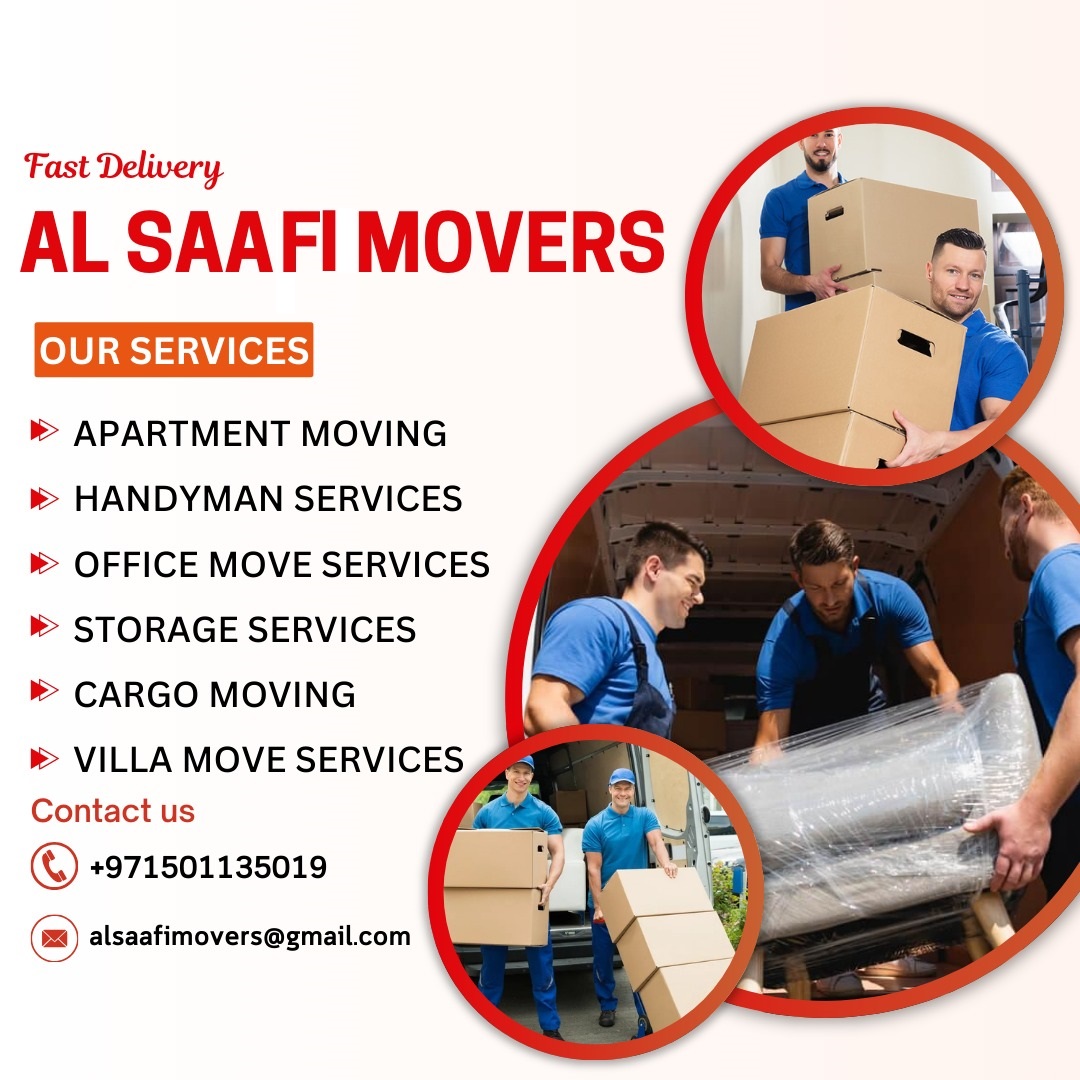 Fast Delivery
AL SAAFI MOVERS
OUR SERVICES
APARTMENT MOVING
HANDYMAN SERVICES
OFFICE MOVE SERVICES
STORAGE SERVICES
CARGO MOVING
VILLA MOVE SERVICES
Contact us
+971501135019
alsaafimovers@gmail.com